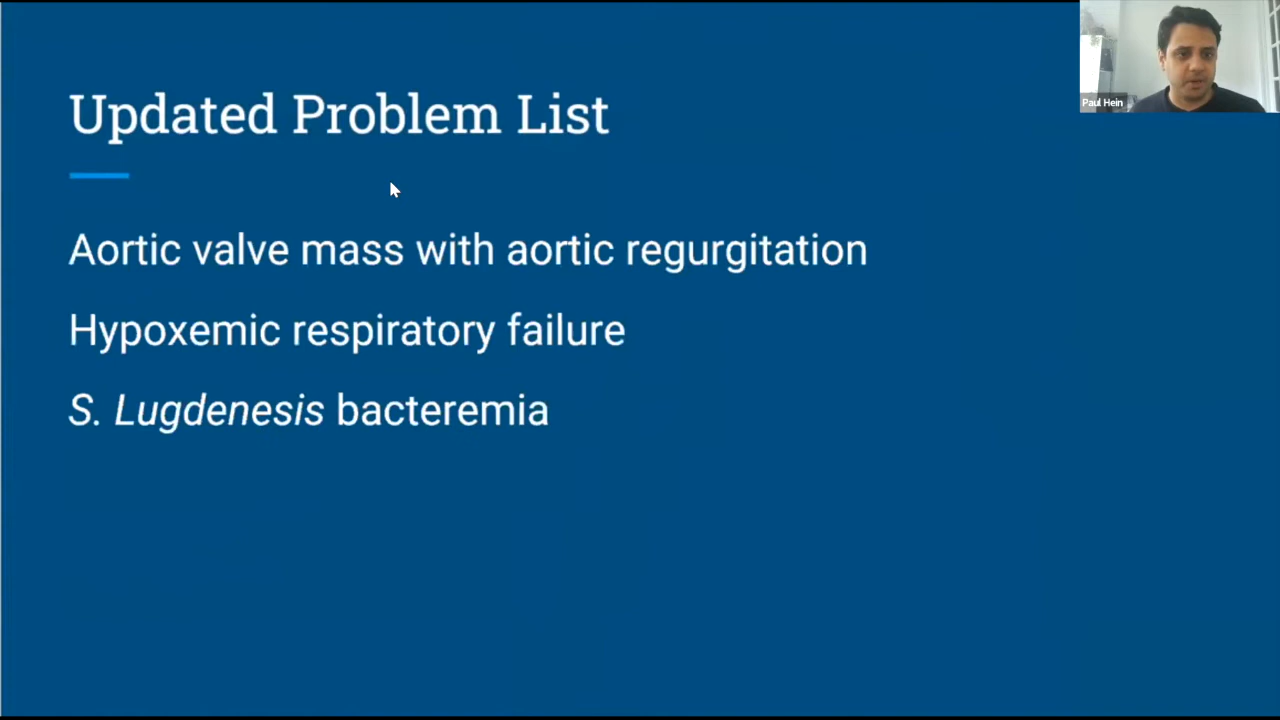 Updated Problem List
Paul Hein
Aortic valve mass with aortic regurgitation
Hypoxemic respiratory failure
S. Lugdenesis bacteremia